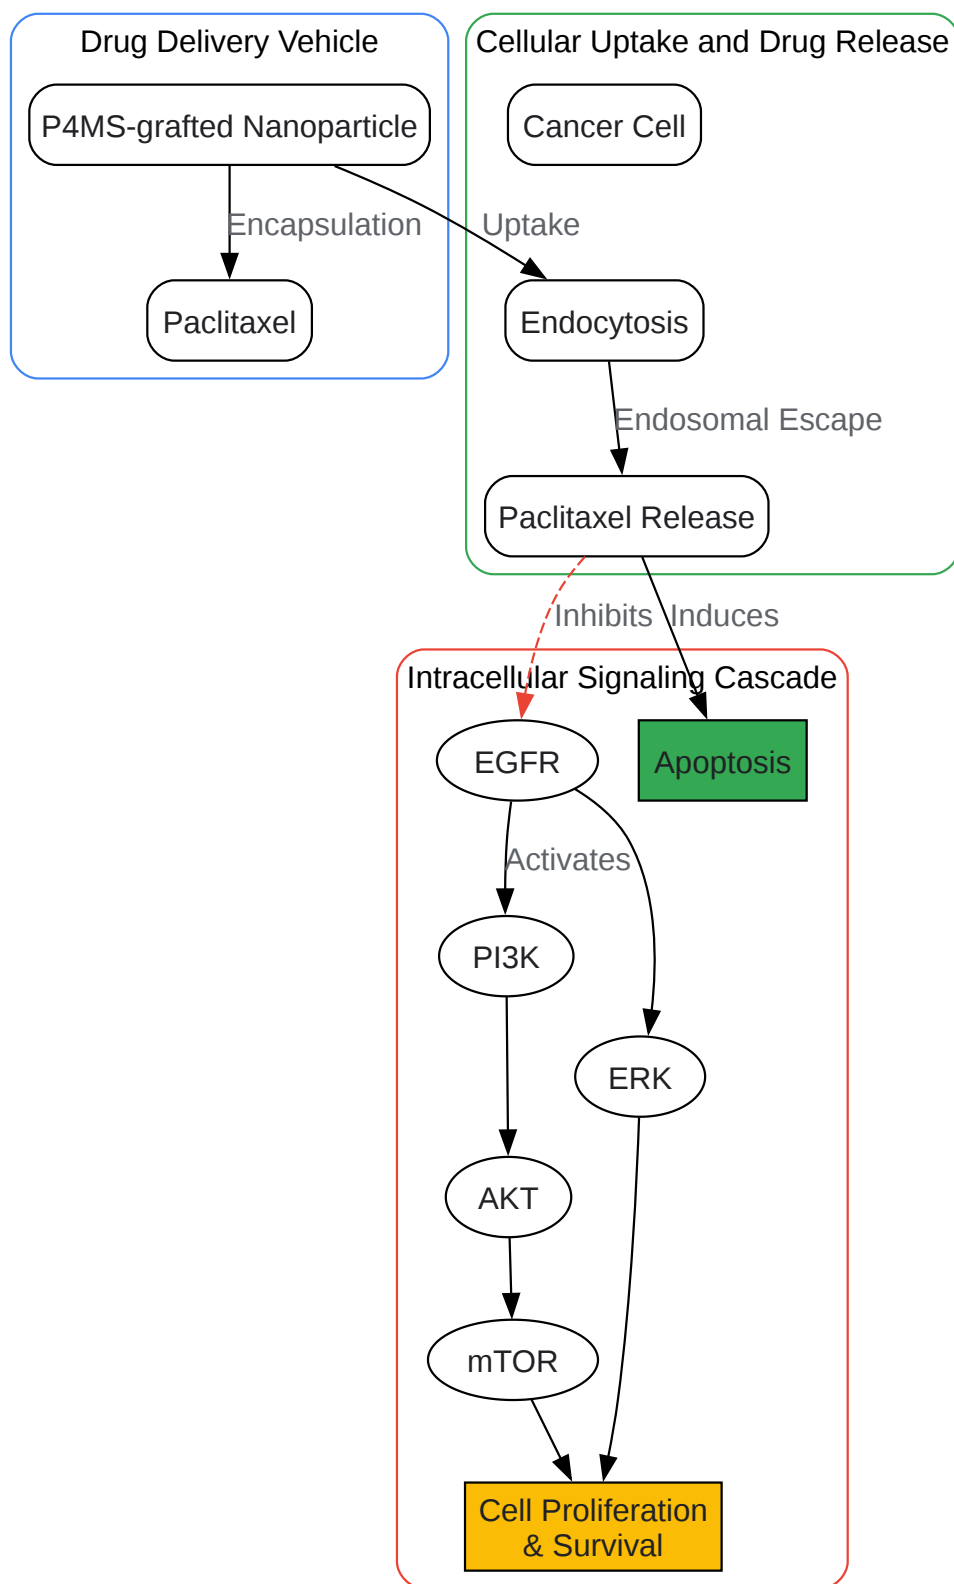 Drug Delivery Vehicle
Cellular Uptake and Drug Release
P4MS-grafted Nanoparticle
Cancer Cell
Encapsulation
Uptake
Paclitaxel
Endocytosis
Endosomal Escape
Paclitaxel Release
Inhibits
Induces
Intracellular Signaling Cascade
EGFR
Apoptosis
Activates
PI3K
ERK
AKT
mTOR
Cell Proliferation
& Survival